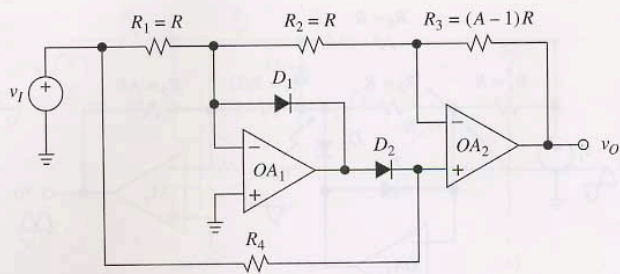 R₁ = R
R₂ = R
R₃ = (A − 1)R
v_I
+
D₁
−
OA₁
+
D₂
−
OA₂
+
v_O
R₄